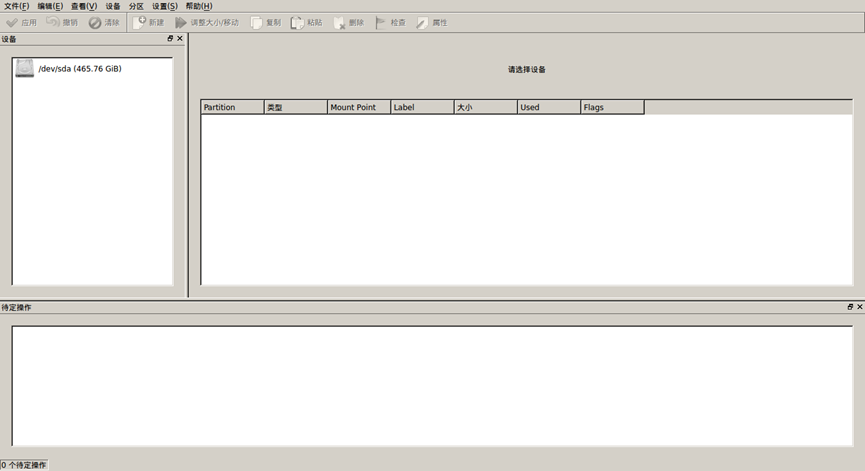 文件(F) 编辑(E) 查看(V) 设备 分区 设置(S) 帮助(H)
应用 撤销 清除 新建 调整大小/移动 复制 粘贴 删除 检查 属性
设备
/dev/sda (465.76 GiB)
请选择设备
Partition 类型 Mount Point Label 大小 Used Flags
待定操作
0 个待定操作